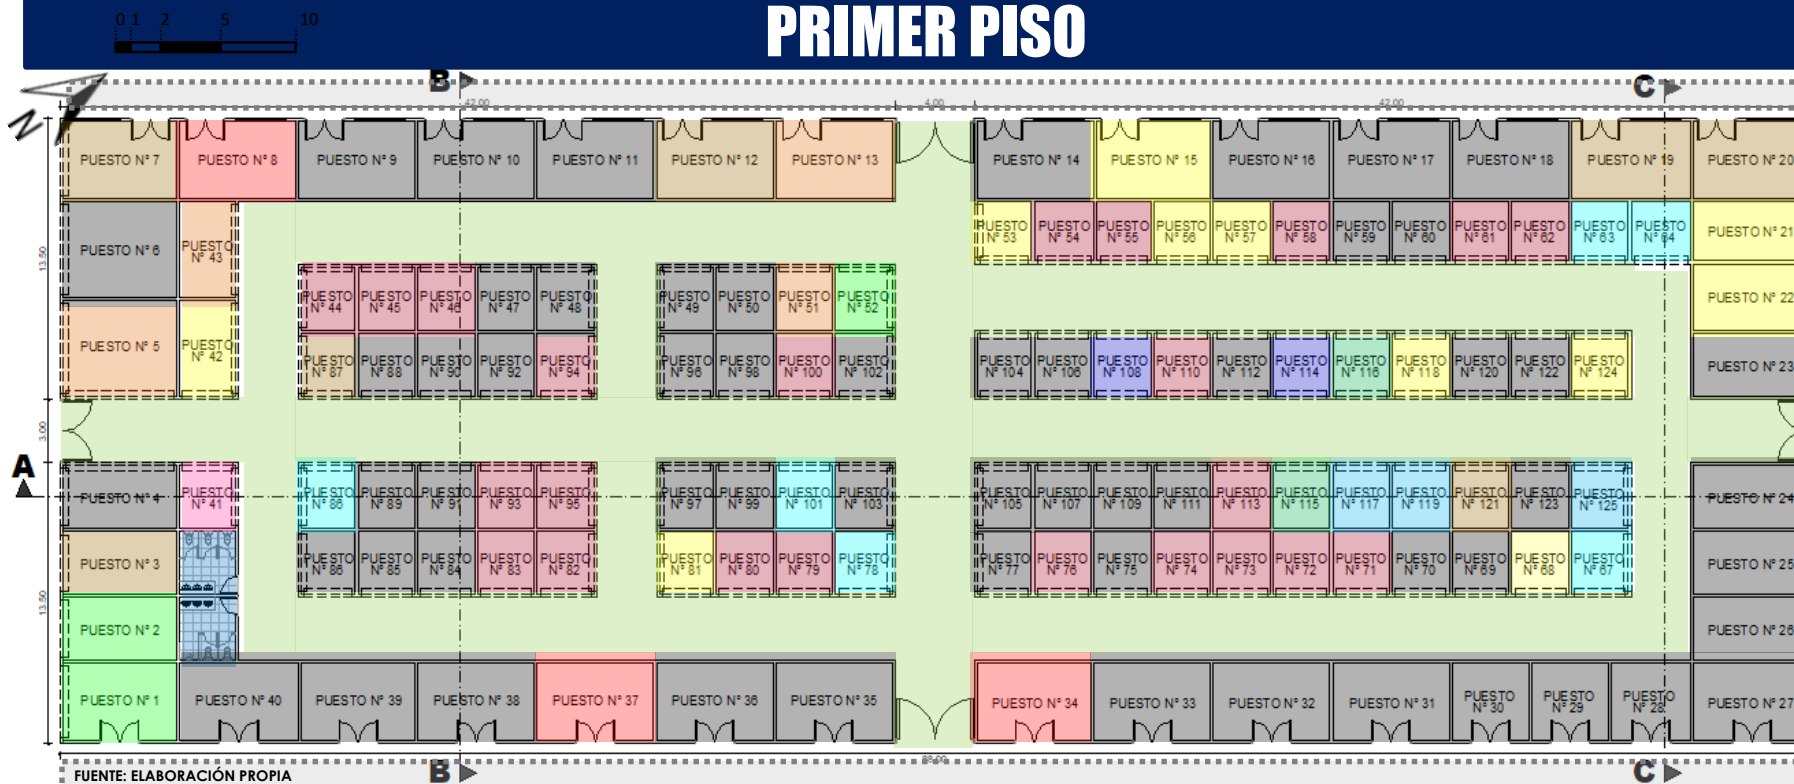 PRIMER PISO
0 1 2 5 10
N
B
C
42.00
4.00
42.00
PUESTO N° 7
PUESTO N° 8
PUESTO N° 9
PUESTO N° 10
PUESTO N° 11
PUESTO N° 12
PUESTO N° 13
PUESTO N° 14
PUESTO N° 15
PUESTO N° 16
PUESTO N° 17
PUESTO N° 18
PUESTO N° 19
PUESTO N° 20
13.50
PUESTO N° 6
PUESTO
N° 43
PUESTO
N° 53
PUESTO
N° 54
PUESTO
N° 55
PUESTO
N° 56
PUESTO
N° 57
PUESTO
N° 58
PUESTO
N° 59
PUESTO
N° 60
PUESTO
N° 61
PUESTO
N° 62
PUESTO
N° 63
PUESTO
N° 64
PUESTO N° 21
PUESTO
N° 44
PUESTO
N° 45
PUESTO
N° 46
PUESTO
N° 47
PUESTO
N° 48
PUESTO
N° 49
PUESTO
N° 50
PUESTO
N° 51
PUESTO
N° 52
PUESTO N° 22
PUESTO N° 5
PUESTO
N° 42
PUESTO
N° 87
PUESTO
N° 88
PUESTO
N° 90
PUESTO
N° 92
PUESTO
N° 94
PUESTO
N° 96
PUESTO
N° 98
PUESTO
N° 100
PUESTO
N° 102
PUESTO
N° 104
PUESTO
N° 106
PUESTO
N° 108
PUESTO
N° 110
PUESTO
N° 112
PUESTO
N° 114
PUESTO
N° 116
PUESTO
N° 118
PUESTO
N° 120
PUESTO
N° 122
PUESTO
N° 124
PUESTO N° 23
3.00
A
PUESTO N° 4
PUESTO
N° 41
PUESTO
N° 86
PUESTO
N° 89
PUESTO
N° 91
PUESTO
N° 93
PUESTO
N° 95
PUESTO
N° 97
PUESTO
N° 99
PUESTO
N° 101
PUESTO
N° 103
PUESTO
N° 105
PUESTO
N° 107
PUESTO
N° 109
PUESTO
N° 111
PUESTO
N° 113
PUESTO
N° 115
PUESTO
N° 117
PUESTO
N° 119
PUESTO
N° 121
PUESTO
N° 123
PUESTO
N° 125
PUESTO N° 24
13.50
PUESTO N° 3
PUESTO
N° 86
PUESTO
N° 85
PUESTO
N° 84
PUESTO
N° 83
PUESTO
N° 82
PUESTO
N° 81
PUESTO
N° 80
PUESTO
N° 79
PUESTO
N° 78
PUESTO
N° 77
PUESTO
N° 76
PUESTO
N° 75
PUESTO
N° 74
PUESTO
N° 73
PUESTO
N° 72
PUESTO
N° 71
PUESTO
N° 70
PUESTO
N° 69
PUESTO
N° 68
PUESTO
N° 67
PUESTO N° 25
PUESTO N° 2
PUESTO N° 26
PUESTO N° 1
PUESTO N° 40
PUESTO N° 39
PUESTO N° 38
PUESTO N° 37
PUESTO N° 36
PUESTO N° 35
PUESTO N° 34
PUESTO N° 33
PUESTO N° 32
PUESTO N° 31
PUESTO
N° 30
PUESTO
N° 29
PUESTO
N° 28
PUESTO N° 27
FUENTE: ELABORACIÓN PROPIA
B
C